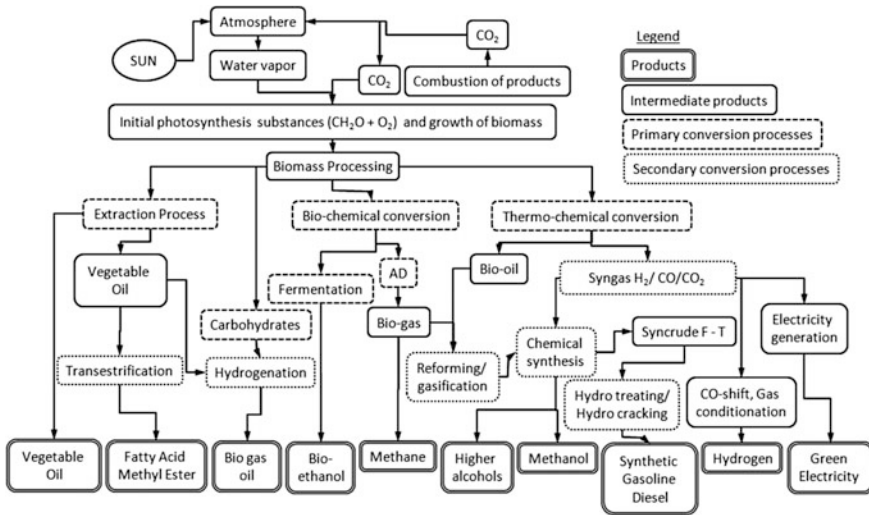 Atmosphere
CO2
Legend
SUN
Products
Water vapor
CO2
Combustion of products
Intermediate products
Initial photosynthesis substances (CH2O + O2) and growth of biomass
Primary conversion processes
Biomass Processing
Secondary conversion processes
Extraction Process
Bio-chemical conversion
Thermo-chemical conversion
Vegetable
Oil
Fermentation
AD
Bio-oil
Syngas H2/ CO/CO2
Carbohydrates
Bio-gas
Chemical
synthesis
Syncrude F - T
Electricity
generation
Transestrification
Hydrogenation
Reforming/
gasification
Hydro treating/
Hydro cracking
CO-shift, Gas
conditionation
Vegetable
Oil
Fatty Acid
Methyl Ester
Bio gas
oil
Bio-
ethanol
Methane
Higher
alcohols
Methanol
Synthetic
Gasoline
Diesel
Hydrogen
Green
Electricity